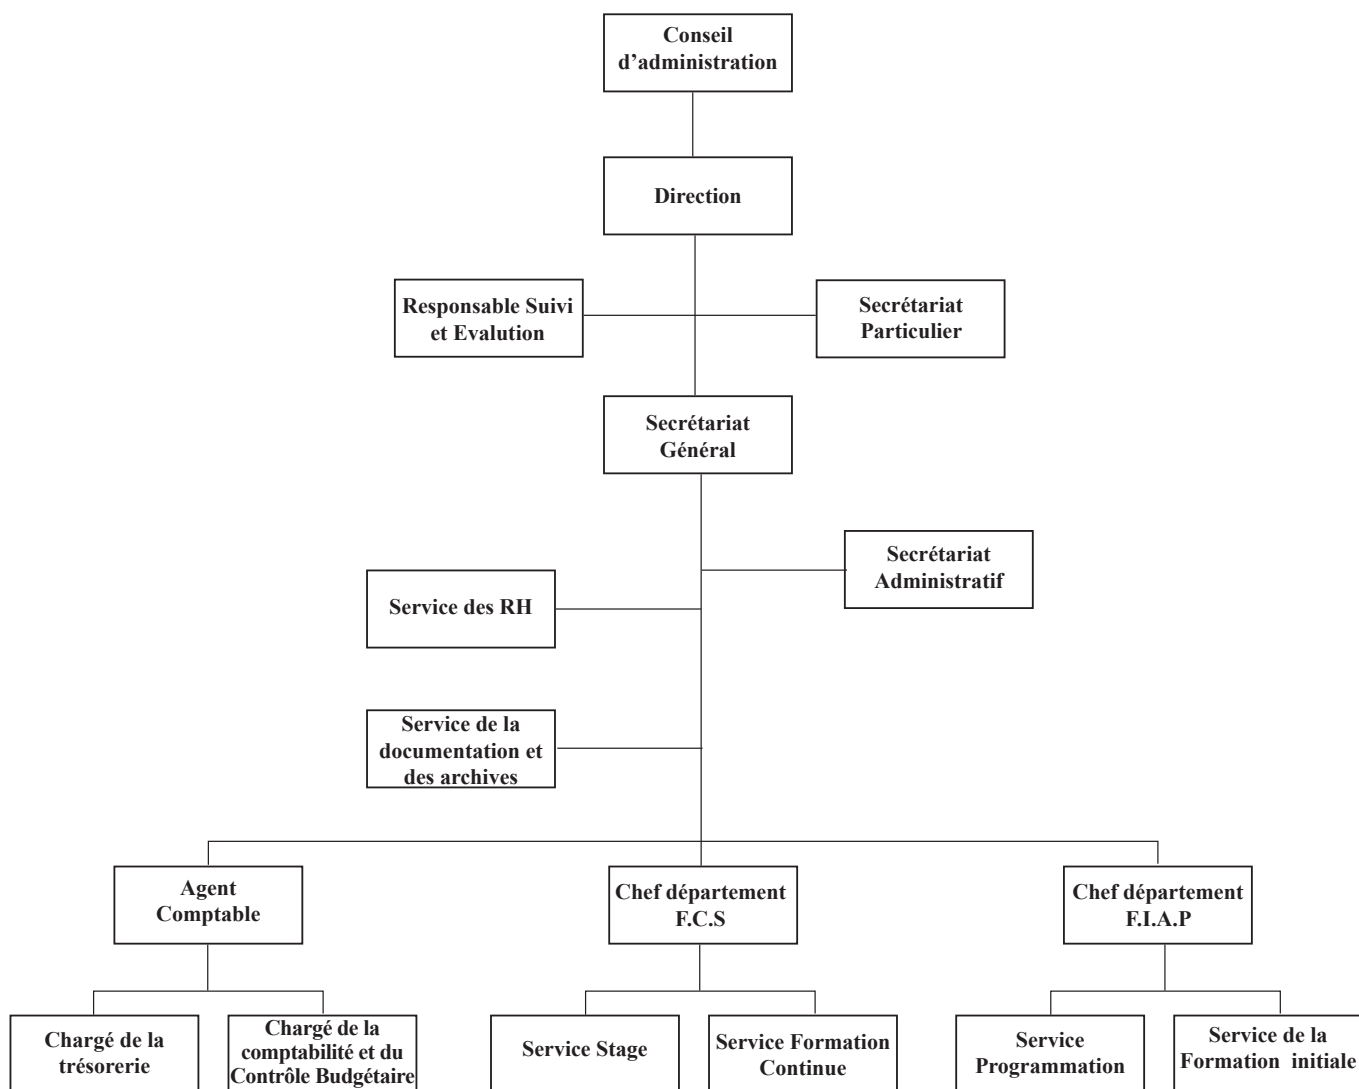 Conseil
d'administration
Direction
Responsable Suivi
et Evalution
Secrétariat
Particulier
Secrétariat
Général
Secrétariat
Administratif
Service des RH
Service de la
documentation et
des archives
Agent
Comptable
Chef département
F.C.S
Chef département
F.I.A.P
Chargé de la
trésorerie
Chargé de la
comptabilité et du
Contrôle Budgétaire
Service Stage
Service Formation
Continue
Service
Programmation
Service de la
Formation initiale